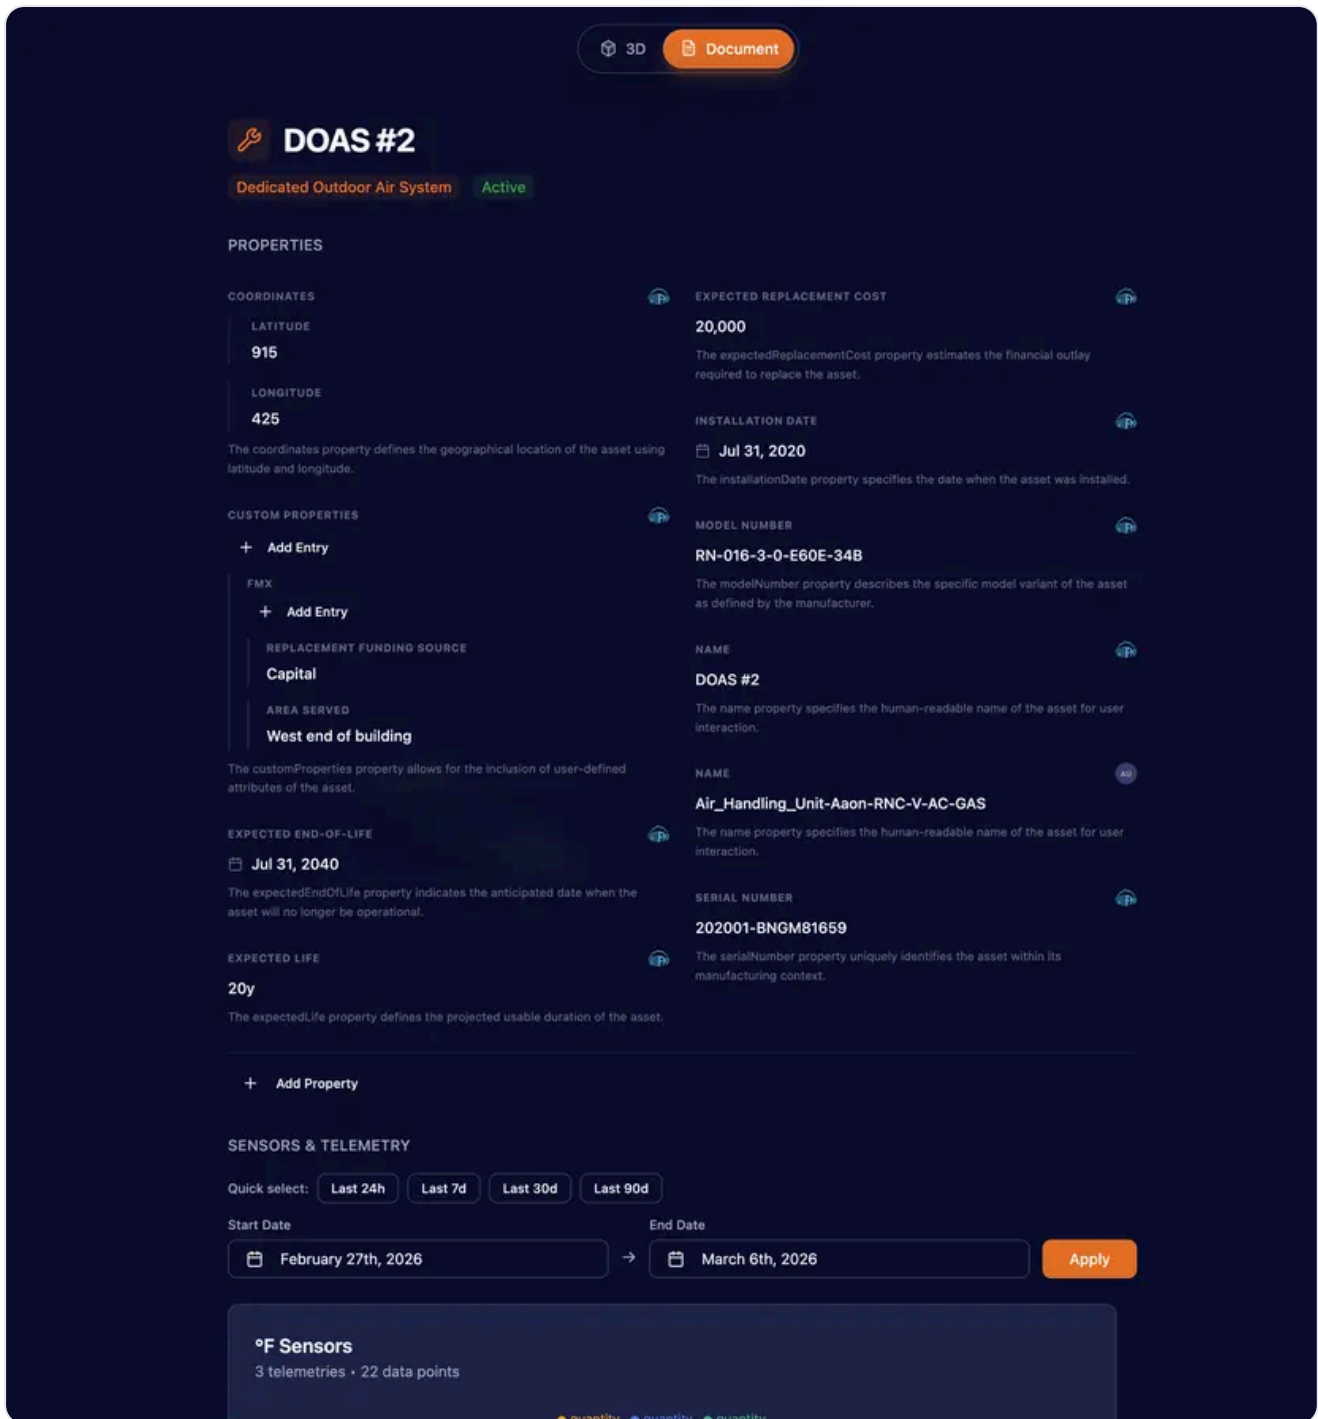 3D
Document
DOAS #2
Dedicated Outdoor Air System
Active
PROPERTIES
COORDINATES
LATITUDE
915
LONGITUDE
425
The coordinates property defines the geographical location of the asset using
latitude and longitude.
CUSTOM PROPERTIES
+ Add Entry
FMX
+ Add Entry
REPLACEMENT FUNDING SOURCE
Capital
AREA SERVED
West end of building
The customProperties property allows for the inclusion of user-defined
attributes of the asset.
EXPECTED END-OF-LIFE
Jul 31, 2040
The expectedEndOfLife property indicates the anticipated date when the
asset will no longer be operational.
EXPECTED LIFE
20y
The expectedLife property defines the projected usable duration of the asset.
EXPECTED REPLACEMENT COST
20,000
The expectedReplacementCost property estimates the financial outlay
required to replace the asset.
INSTALLATION DATE
Jul 31, 2020
The installationDate property specifies the date when the asset was installed.
MODEL NUMBER
RN-016-3-0-E60E-34B
The modelNumber property describes the specific model variant of the asset
as defined by the manufacturer.
NAME
DOAS #2
The name property specifies the human-readable name of the asset for user
interaction.
NAME
AU
Air_Handling_Unit-Aaon-RNC-V-AC-GAS
The name property specifies the human-readable name of the asset for user
interaction.
SERIAL NUMBER
202001-BNGM81659
The serialNumber property uniquely identifies the asset within its
manufacturing context.
+ Add Property
SENSORS & TELEMETRY
Quick select: Last 24h Last 7d Last 30d Last 90d
Start Date
End Date
February 27th, 2026 → March 6th, 2026 Apply
°F Sensors
3 telemetries • 22 data points
quantity quantity quantity